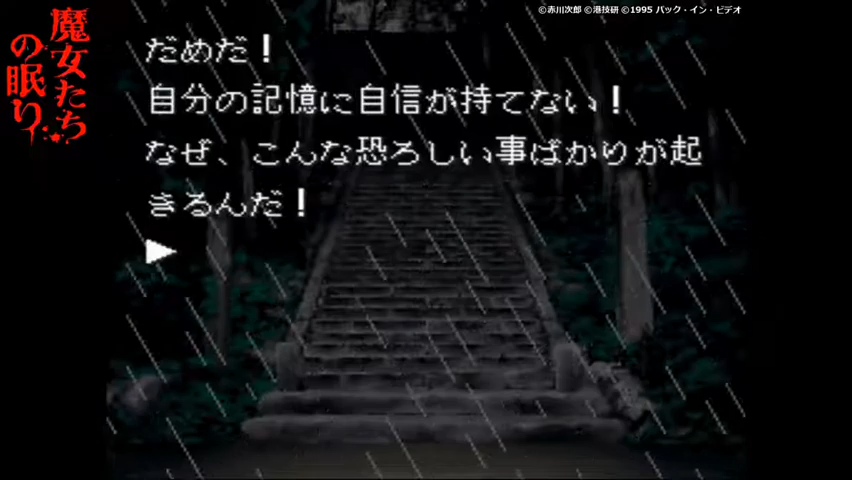 ©赤川次郎 ©港技研 ©1995 パック・イン・ビデオ
魔女たち
の眠り
だめだ！
自分の記憶に自信が持てない！
なぜ、こんな恐ろしい事ばかりが起
きるんだ！